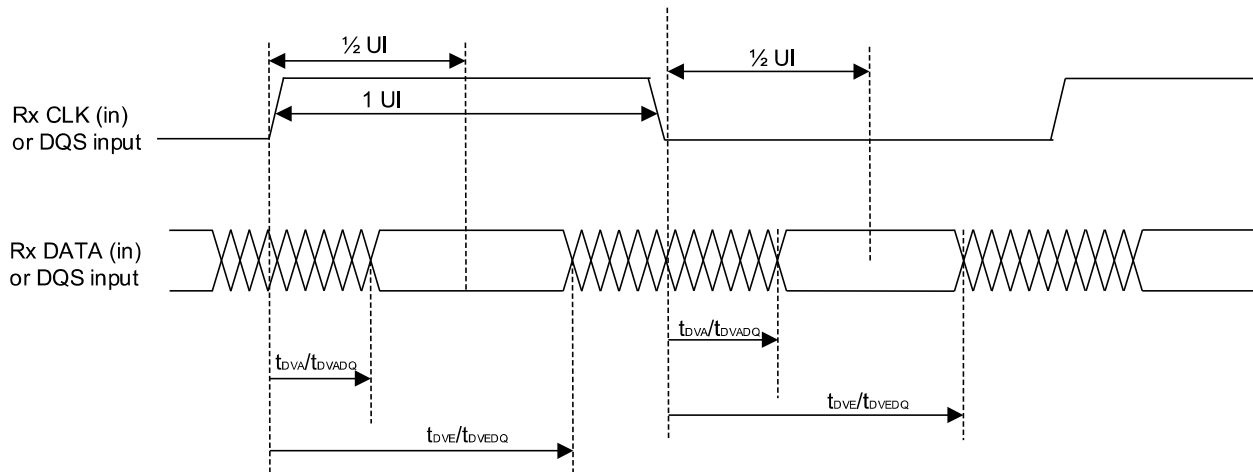 ½ UI
½ UI
1 UI
Rx CLK (in)
or DQS input
Rx DATA (in)
or DQS input
tDVA/tDVADQ
tDVA/tDVADQ
tDVE/tDVEDQ
tDVE/tDVEDQ